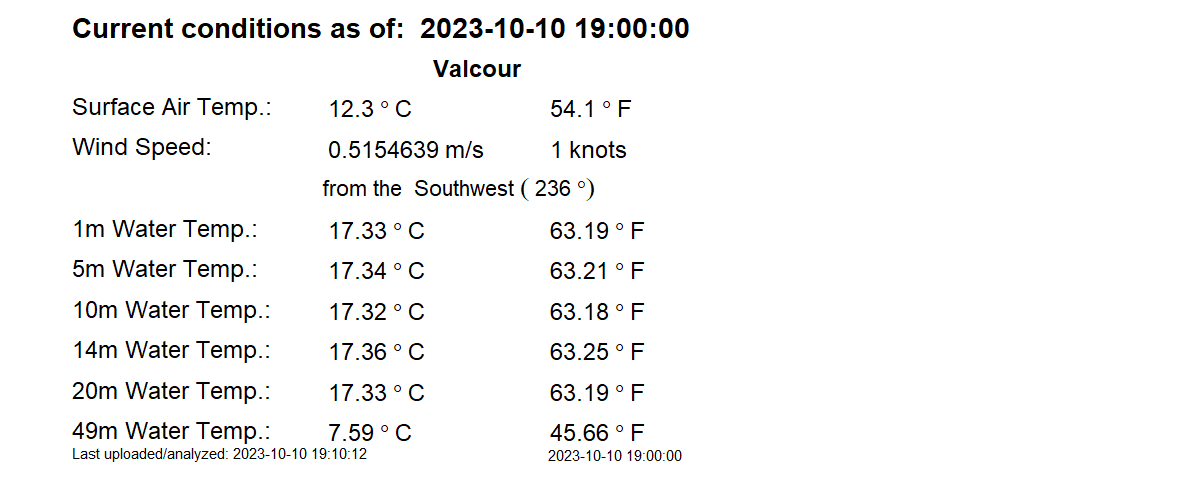 Current conditions as of: 2023-10-10 19:00:00
Valcour
Surface Air Temp.: 12.3 ° C 54.1 ° F
Wind Speed: 0.5154639 m/s 1 knots
from the Southwest ( 236 °)
1m Water Temp.: 17.33 ° C 63.19 ° F
5m Water Temp.: 17.34 ° C 63.21 ° F
10m Water Temp.: 17.32 ° C 63.18 ° F
14m Water Temp.: 17.36 ° C 63.25 ° F
20m Water Temp.: 17.33 ° C 63.19 ° F
49m Water Temp.: 7.59 ° C 45.66 ° F
Last uploaded/analyzed: 2023-10-10 19:10:12 2023-10-10 19:00:00